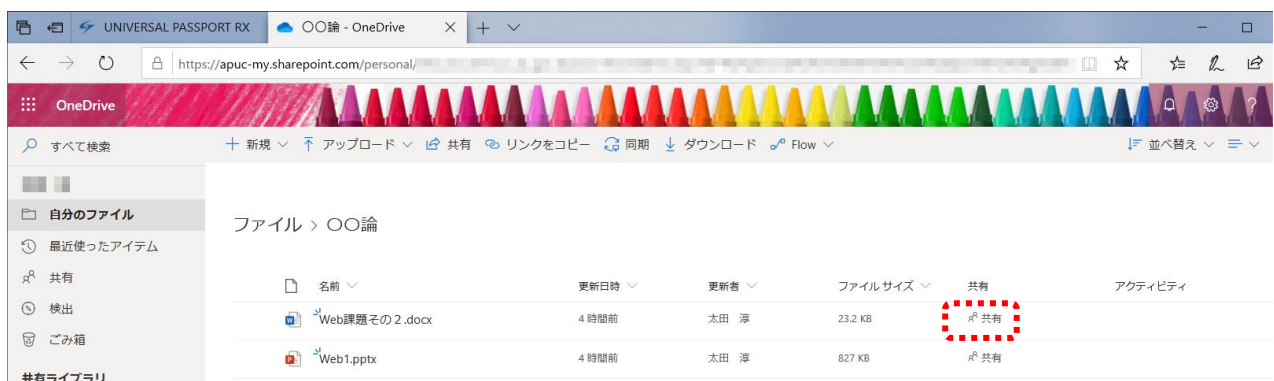 UNIVERSAL PASSPORT RX
〇〇論 - OneDrive
https://apuc-my.sharepoint.com/personal/
OneDrive
すべて検索
新規 アップロード 共有 リンクをコピー 同期 ダウンロード Flow 並べ替え
自分のファイル
ファイル > 〇〇論
最近使ったアイテム
共有
検出
ごみ箱
共有ライブラリ
名前 更新日時 更新者 ファイル サイズ 共有 アクティビティ
Web課題その２.docx 4 時間前 太田 淳 23.2 KB 共有
Web1.pptx 4 時間前 太田 淳 827 KB 共有